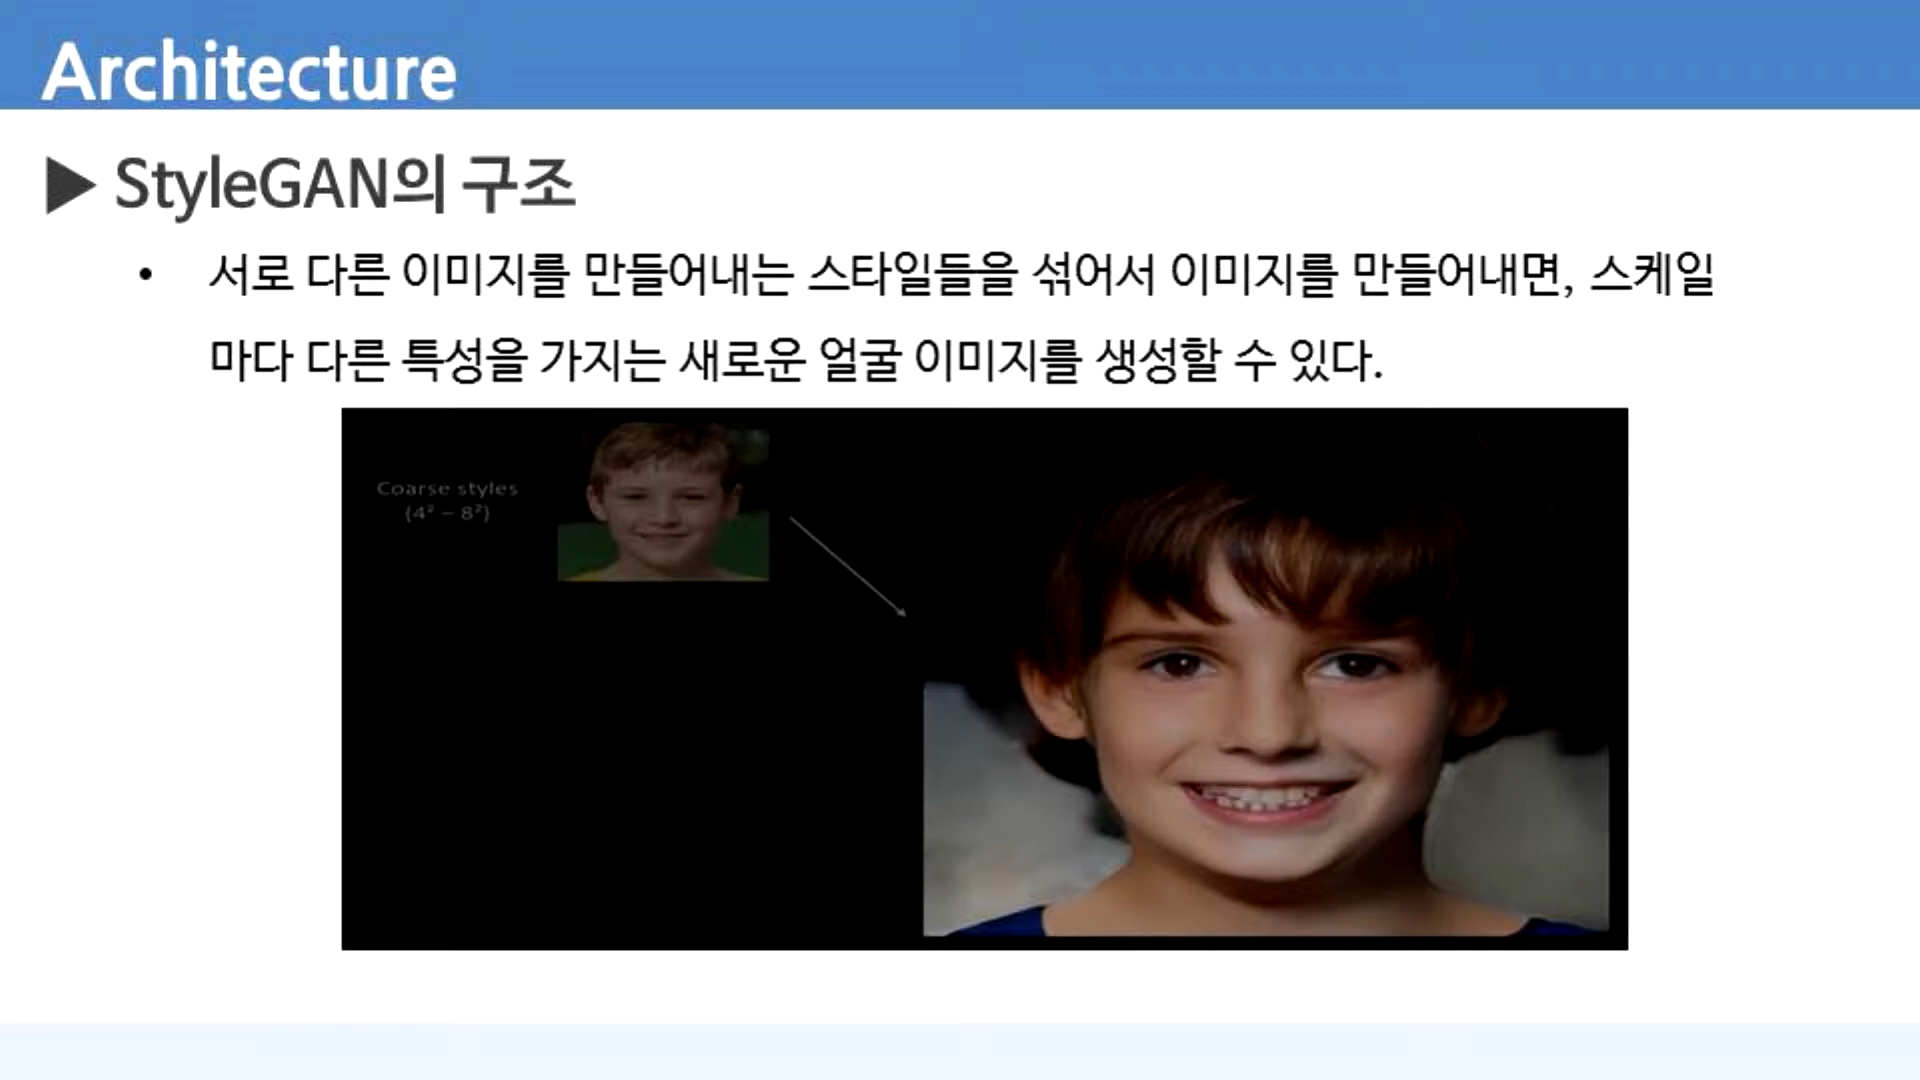 Architecture
▶ StyleGAN의 구조
• 서로 다른 이미지를 만들어내는 스타일들을 섞어서 이미지를 만들어내면, 스케일
마다 다른 특성을 가지는 새로운 얼굴 이미지를 생성할 수 있다.
Coarse styles
(4² – 8²)